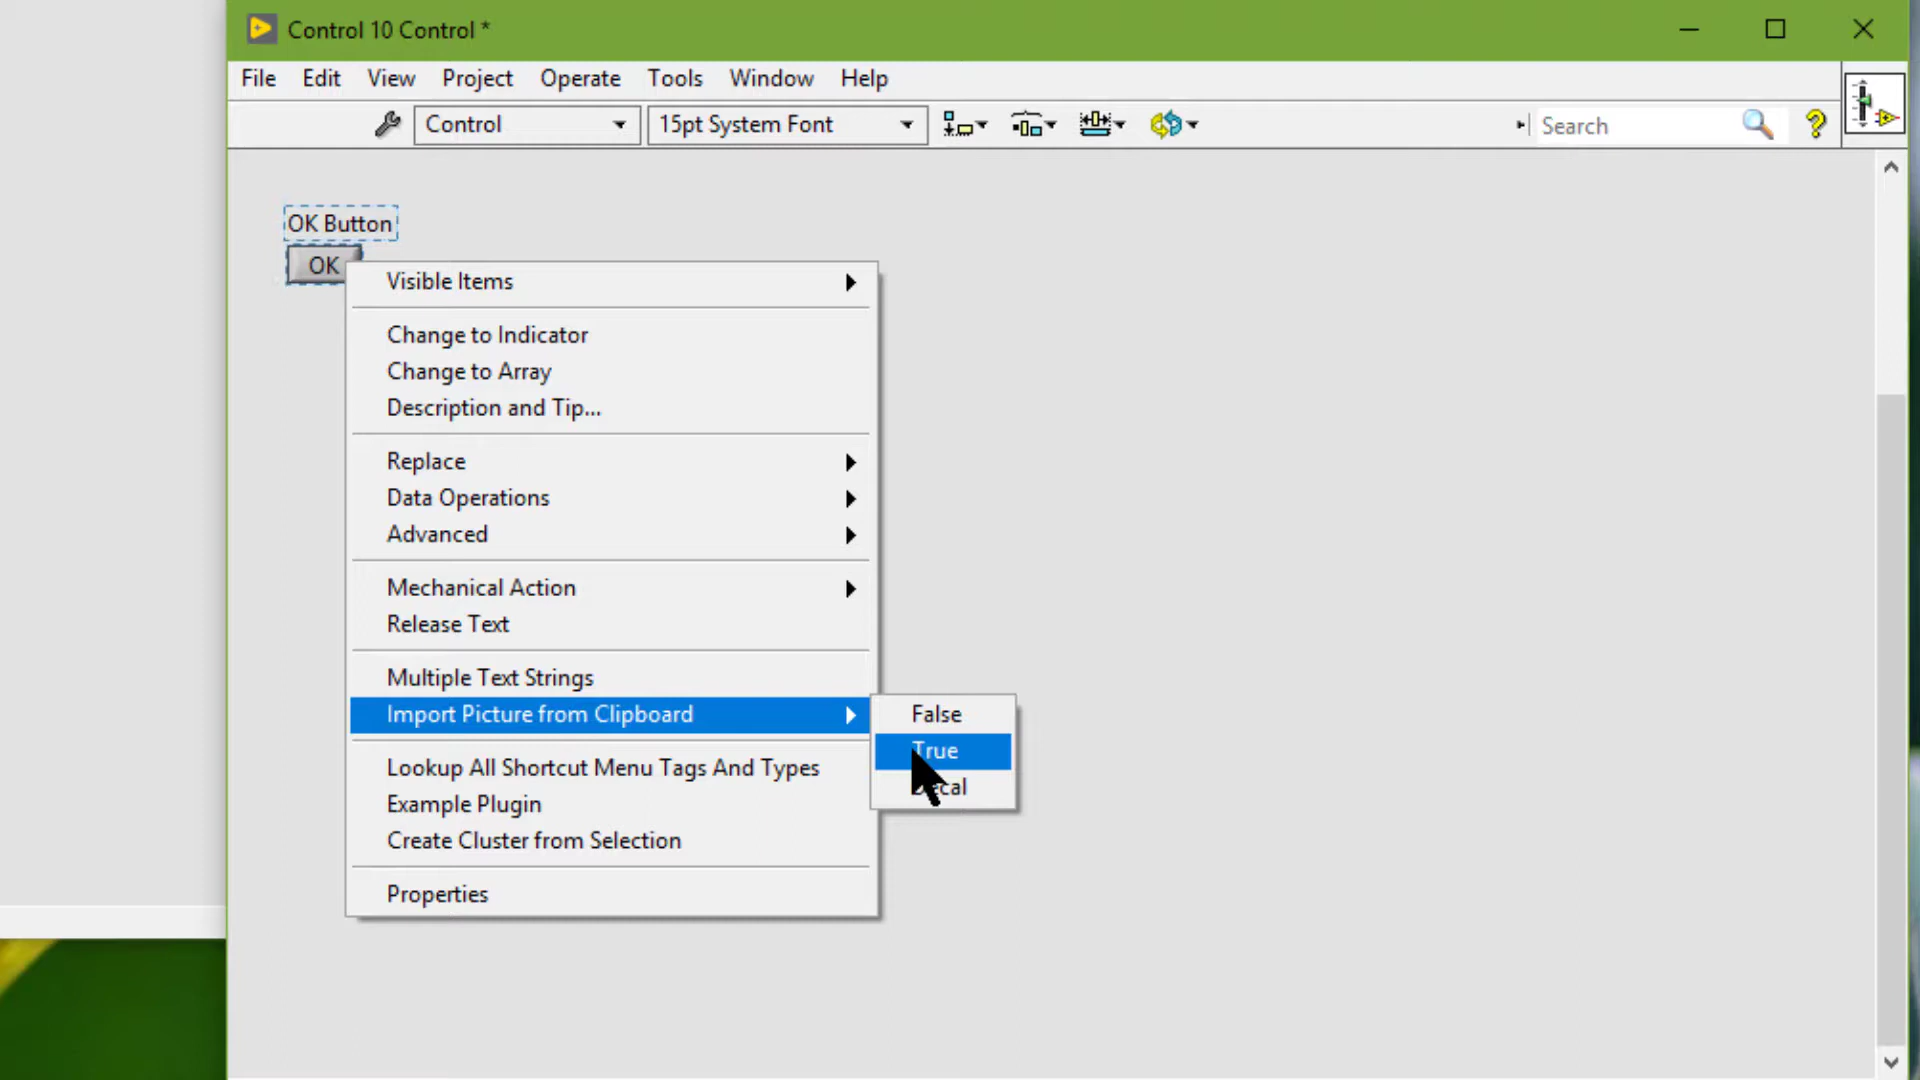 Control 10 Control *
File Edit View Project Operate Tools Window Help
Control 15pt System Font Search
OK Button
OK
Visible Items
Change to Indicator
Change to Array
Description and Tip...
Replace
Data Operations
Advanced
Mechanical Action
Release Text
Multiple Text Strings
Import Picture from Clipboard
False
True
Decal
Lookup All Shortcut Menu Tags And Types
Example Plugin
Create Cluster from Selection
Properties